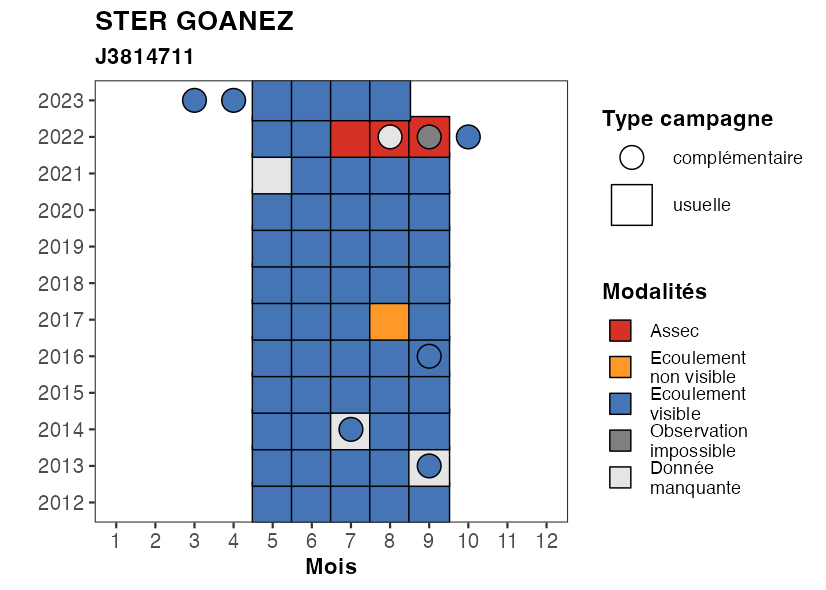 STER GOANEZ
J3814711
2023
2022
2021
2020
2019
2018
2017
2016
2015
2014
2013
2012
1 2 3 4 5 6 7 8 9 10 11 12
Mois
Type campagne
complémentaire
usuelle
Modalités
Assec
Ecoulement
non visible
Ecoulement
visible
Observation
impossible
Donnée
manquante